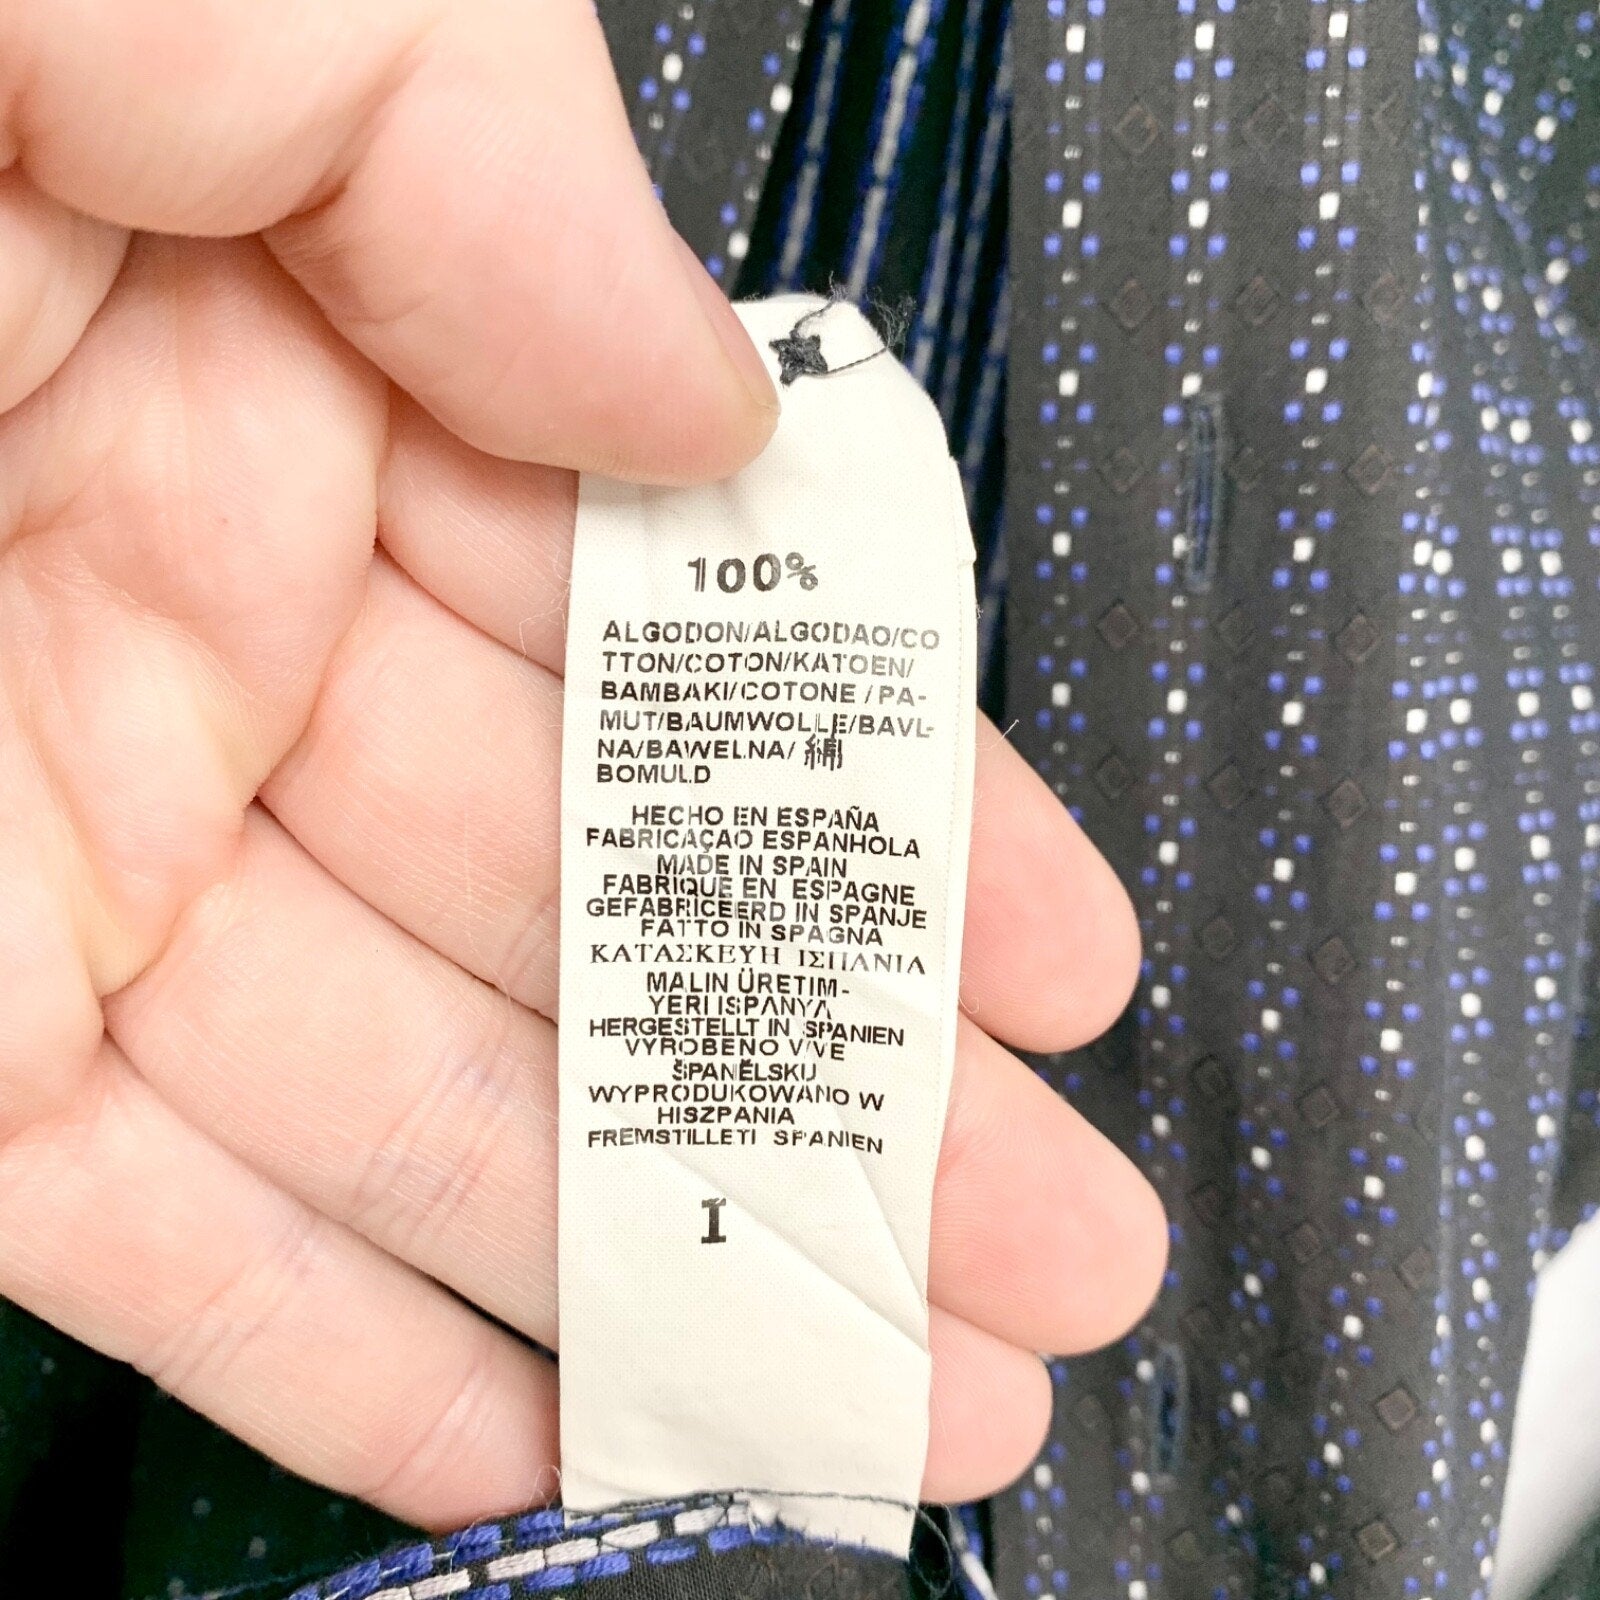 100%
ALGODON/ALGODAO/CO
TTON/COTON/KATOEN/
BAMBAKI/COTONE /PA-
MUT/BAUMWOLLE/BAVL-
NA/BAWELNA/ 綿
BOMULD
HECHO EN ESPAÑA
FABRICAÇAO ESPANHOLA
MADE IN SPAIN
FABRIQUE EN ESPAGNE
GEFABRICEERD IN SPANJE
FATTO IN SPAGNA
ΚΑΤΑΣΚΕΥΗ ΙΣΠΑΝΙΑ
MALIN ÜRETIM-
YERI ISPANYA
HERGESTELLT IN SPANIEN
VYROBENO V/VE
ŠPANĚLSKU
WYPRODUKOWANO W
HISZPANIA
FREMSTILLETI SPANIEN
I